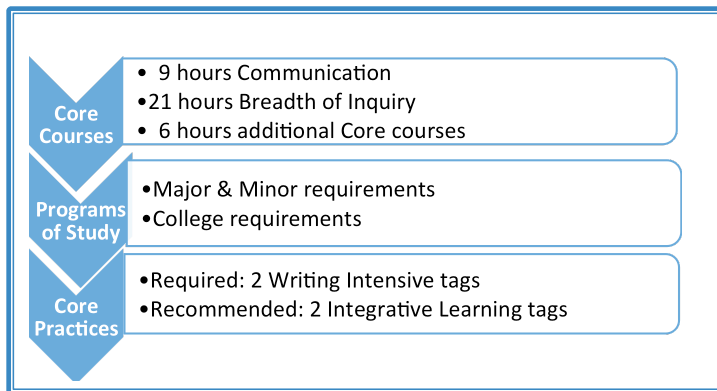 Core
Courses
• 9 hours Communication
•21 hours Breadth of Inquiry
• 6 hours additional Core courses
Programs
of Study
•Major & Minor requirements
•College requirements
Core
Practices
•Required: 2 Writing Intensive tags
•Recommended: 2 Integrative Learning tags